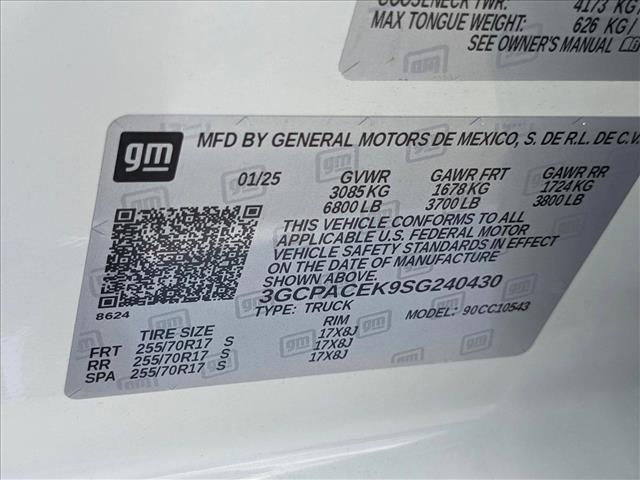 GOOSENECK TWR: 4173 KG/
MAX TONGUE WEIGHT: 626 KG/
SEE OWNER'S MANUAL
gm
MFD BY GENERAL MOTORS DE MEXICO, S. DE R.L. DE C.V.
01/25 GVWR GAWR FRT GAWR RR
3085 KG 1678 KG 1724 KG
6800 LB 3700 LB 3800 LB
THIS VEHICLE CONFORMS TO ALL
APPLICABLE U.S. FEDERAL MOTOR
VEHICLE SAFETY STANDARDS IN EFFECT
ON THE DATE OF MANUFACTURE
SHOWN ABOVE.
3GCPACEK9SG240430
8624
TYPE: TRUCK MODEL: 90CC10543
TIRE SIZE RIM
FRT 255/70R17 S 17X8J
RR 255/70R17 S 17X8J
SPA 255/70R17 S 17X8J